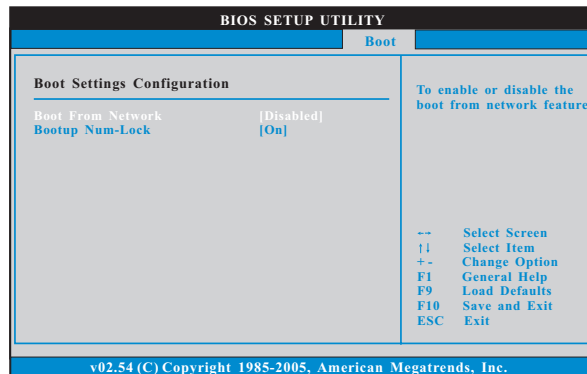 BIOS SETUP UTILITY
Boot
Boot Settings Configuration
Boot From Network [Disabled]
Bootup Num-Lock [On]
To enable or disable the
boot from network feature
←→ Select Screen
↑↓ Select Item
+ - Change Option
F1 General Help
F9 Load Defaults
F10 Save and Exit
ESC Exit
v02.54 (C) Copyright 1985-2005, American Megatrends, Inc.